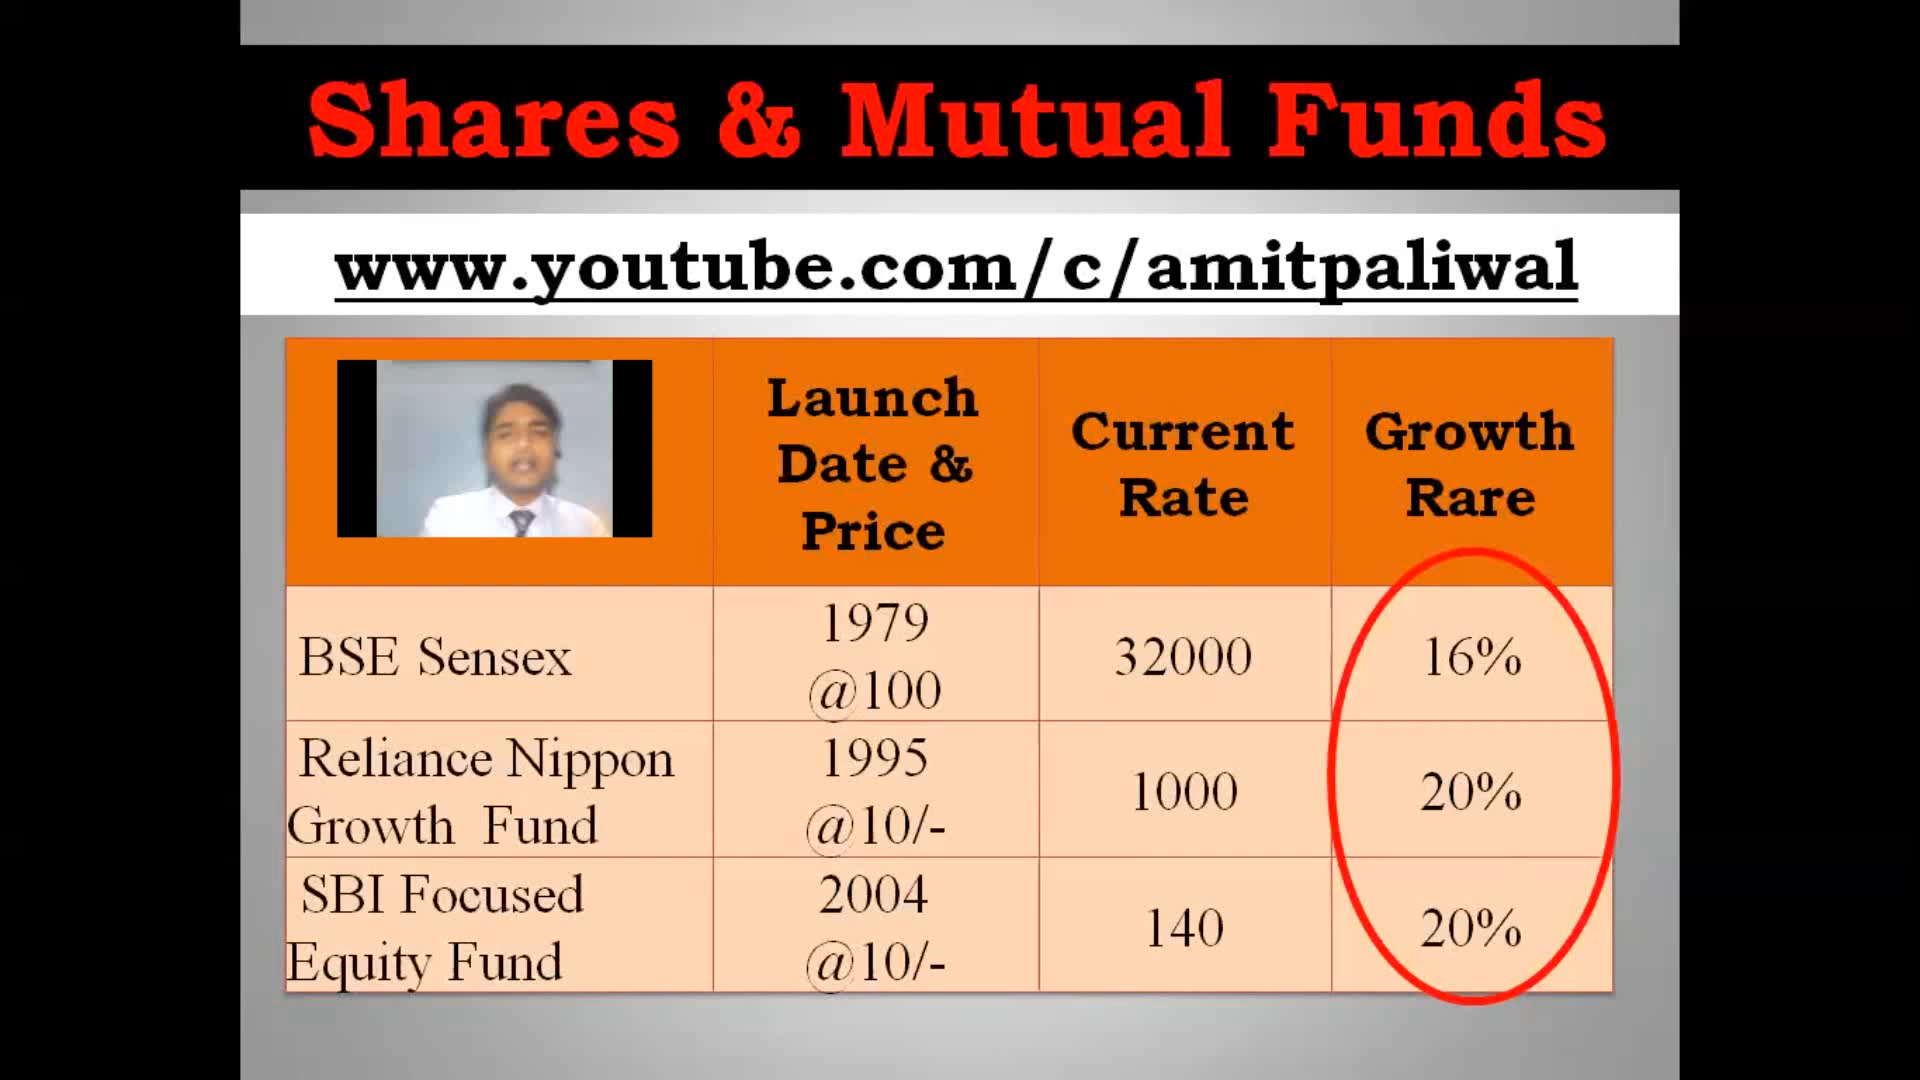 Shares & Mutual Funds
www.youtube.com/c/amitpaliwal
Launch
Date &
Price
Current
Rate
Growth
Rare
BSE Sensex
1979
@100
32000
16%
Reliance Nippon
Growth Fund
1995
@10/-
1000
20%
SBI Focused
Equity Fund
2004
@10/-
140
20%